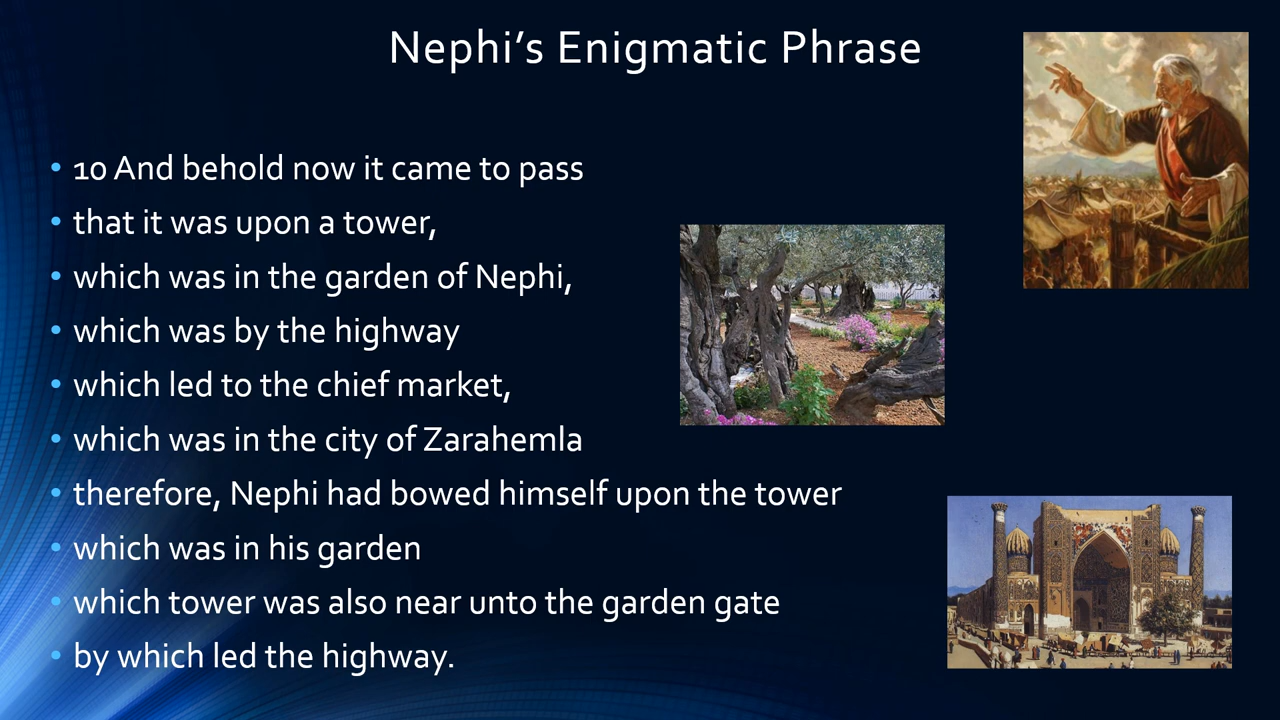 Nephi’s Enigmatic Phrase
• 10 And behold now it came to pass
• that it was upon a tower,
• which was in the garden of Nephi,
• which was by the highway
• which led to the chief market,
• which was in the city of Zarahemla
• therefore, Nephi had bowed himself upon the tower
• which was in his garden
• which tower was also near unto the garden gate
• by which led the highway.